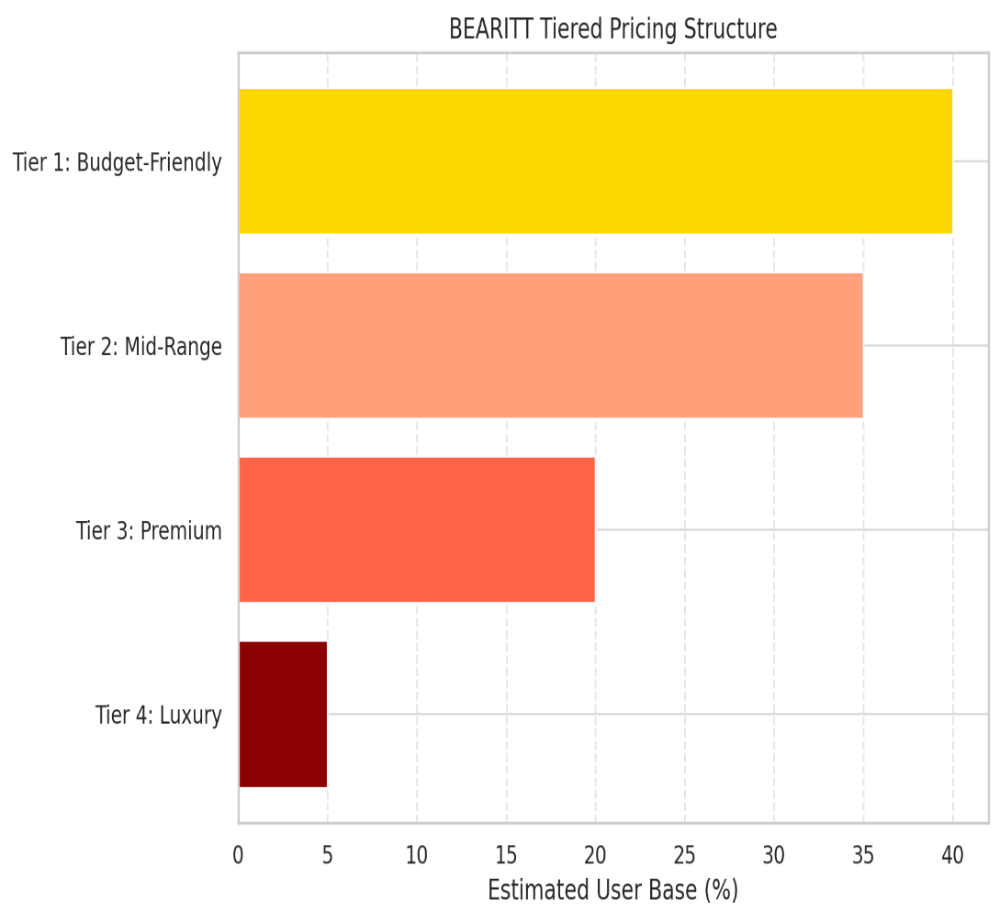 BEARITT Tiered Pricing Structure
Tier 1: Budget-Friendly
Tier 2: Mid-Range
Tier 3: Premium
Tier 4: Luxury
0 5 10 15 20 25 30 35 40
Estimated User Base (%)